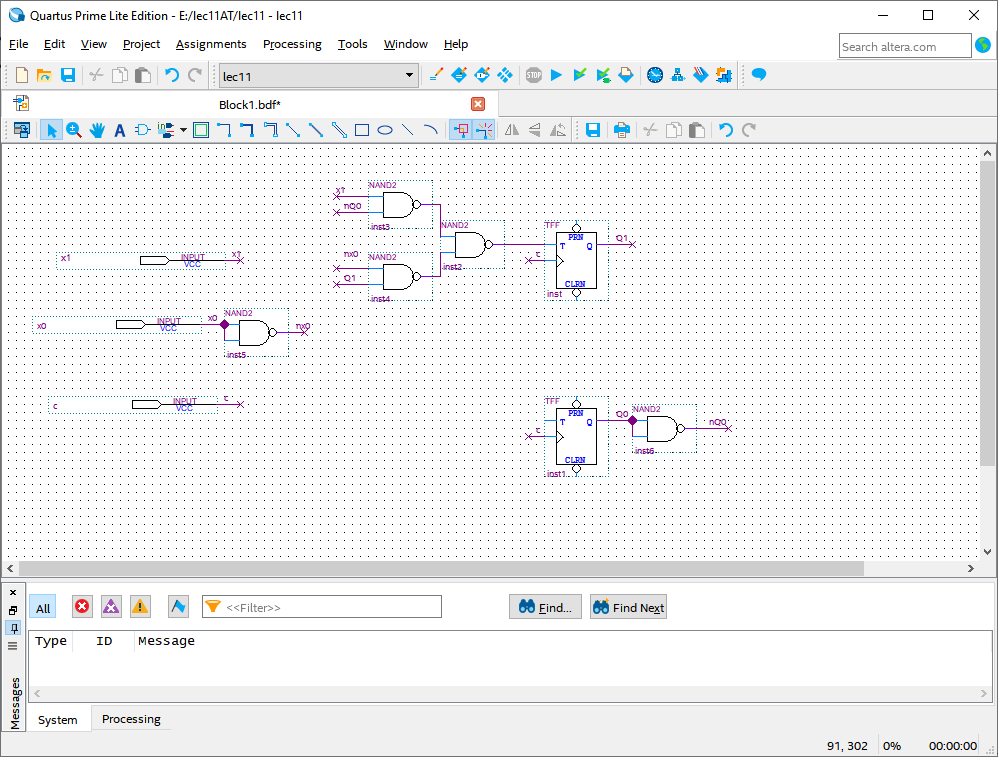 Quartus Prime Lite Edition - E:/lec11AT/lec11 - lec11
File Edit View Project Assignments Processing Tools Window Help
Search altera.com
lec11
STOP
Block1.bdf*
A
in
x1 NAND2
nQ0
inst3
NAND2
inst2
TFF
PRN
T Q
CLRN
inst
c
Q1
x1 INPUT VCC x1
nx0 NAND2
Q1
inst4
x0 INPUT VCC x0
NAND2
nx0
inst5
c INPUT VCC c
TFF
PRN
T Q
CLRN
inst1
c
Q0 NAND2
nQ0
inst6
All
<<Filter>>
Find...
Find Next
Type ID Message
Messages
System Processing
91, 302 0% 00:00:00